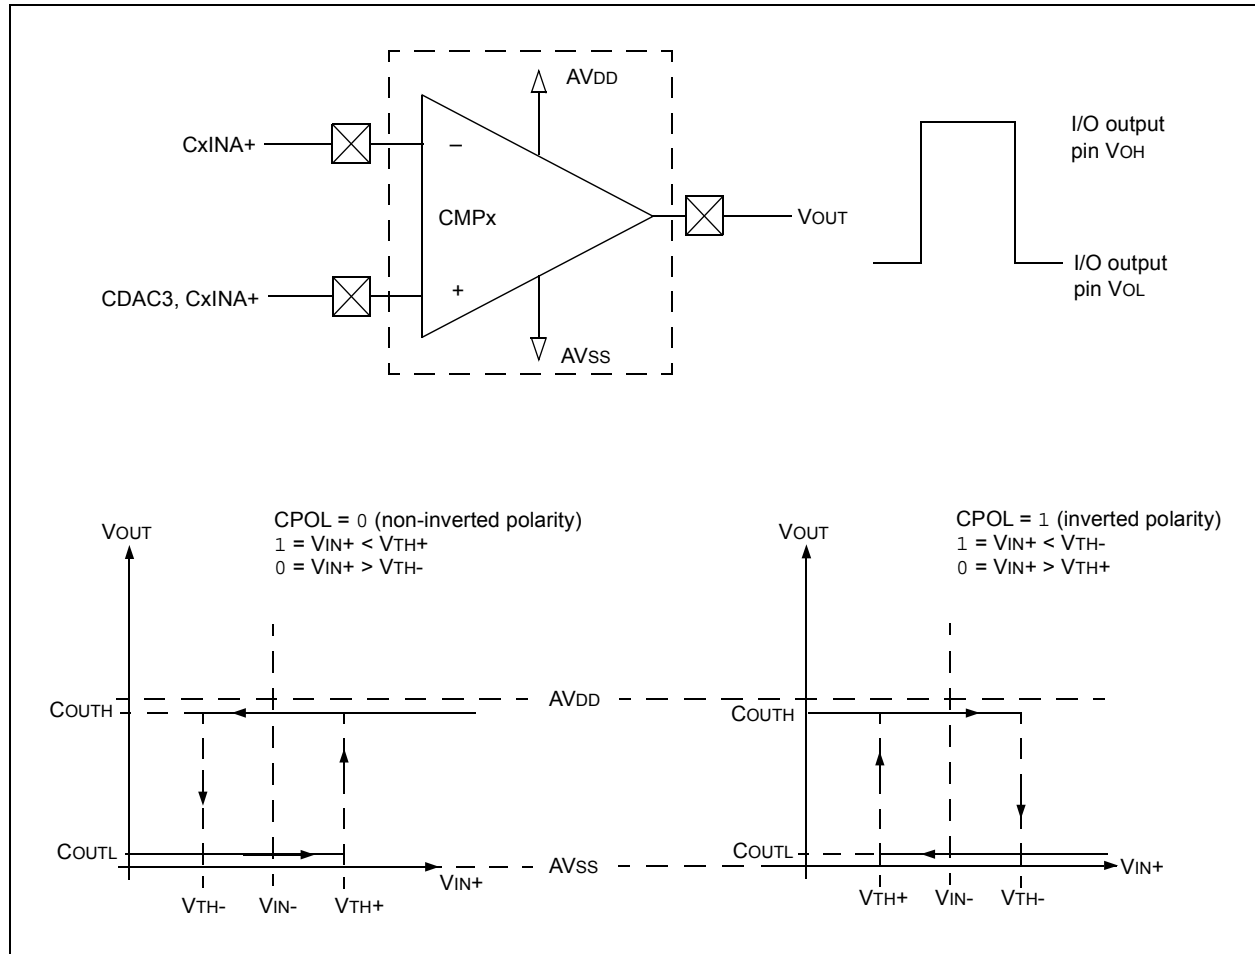 AVDD
CxINA+
–
CMPx
VOUT
CDAC3, CxINA+
+
AVSS
I/O output
pin VOH
I/O output
pin VOL
CPOL = 0 (non-inverted polarity)
1 = VIN+ < VTH+
0 = VIN+ > VTH-
VOUT
AVDD
COUTH
COUTL
AVSS
VIN+
VTH-
VIN-
VTH+
CPOL = 1 (inverted polarity)
1 = VIN+ < VTH-
0 = VIN+ > VTH+
VOUT
COUTH
COUTL
VIN+
VTH+
VIN-
VTH-